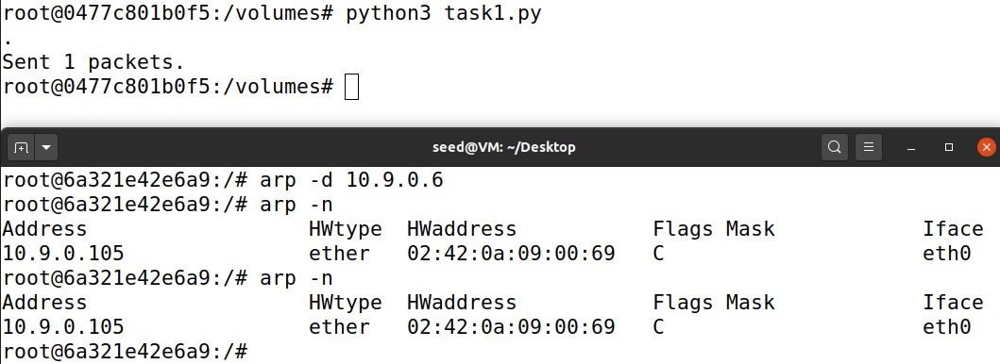 root@0477c801b0f5:/volumes# python3 task1.py
.
Sent 1 packets.
root@0477c801b0f5:/volumes#
seed@VM: ~/Desktop
root@6a321e42e6a9:/# arp -d 10.9.0.6
root@6a321e42e6a9:/# arp -n
Address                  HWtype  HWaddress           Flags Mask            Iface
10.9.0.105               ether   02:42:0a:09:00:69   C                     eth0
root@6a321e42e6a9:/# arp -n
Address                  HWtype  HWaddress           Flags Mask            Iface
10.9.0.105               ether   02:42:0a:09:00:69   C                     eth0
root@6a321e42e6a9:/#